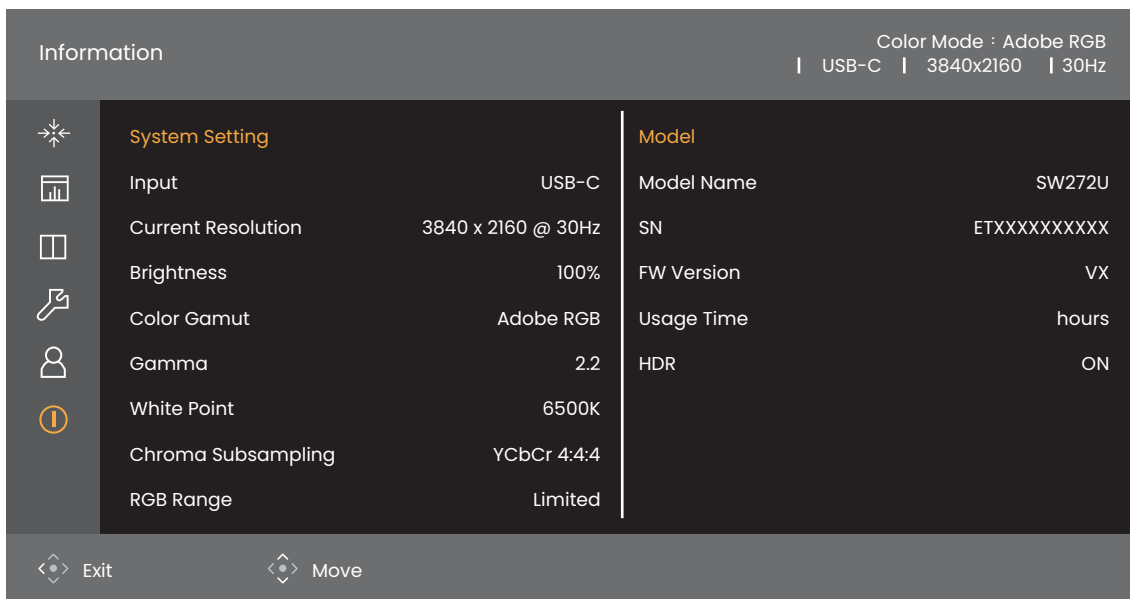 Information
Color Mode : Adobe RGB
USB-C | 3840x2160 | 30Hz
System Setting
Input USB-C
Current Resolution 3840 x 2160 @ 30Hz
Brightness 100%
Color Gamut Adobe RGB
Gamma 2.2
White Point 6500K
Chroma Subsampling YCbCr 4:4:4
RGB Range Limited
Model
Model Name SW272U
SN ETXXXXXXXXXX
FW Version VX
Usage Time hours
HDR ON
Exit Move